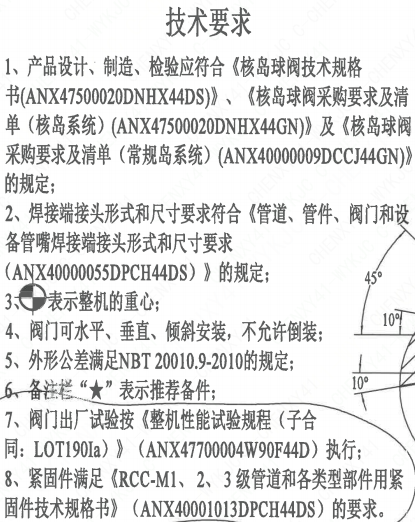 技术要求
1、产品设计、制造、检验应符合《核岛球阀技术规格
书(ANX47500020DNHX44DS)》、《核岛球阀采购要求及清
单（核岛系统）(ANX47500020DNHX44GN)》及《核岛球阀
采购要求及清单（常规岛系统）(ANX40000009DCCJ44GN)》
的规定；
2、焊接端接头形式和尺寸要求符合《管道、管件、阀门和设
备管嘴焊接端接头形式和尺寸要求
（ANX40000055DPCH44DS）》的规定；
45°
3、表示整机的重心；
10°
4、阀门可水平、垂直、倾斜安装，不允许倒装；
5、外形公差满足NBT 20010.9-2010的规定；
10°
6、备注栏“★”表示推荐备件；
7、阀门出厂试验按《整机性能试验规程（子合
同：LOT190Ia）》（ANX47700004W90F44D）执行；
8、紧固件满足《RCC-M1、2、3级管道和各类型部件用紧
固件技术规格书》（ANX40001013DPCH44DS）的要求。